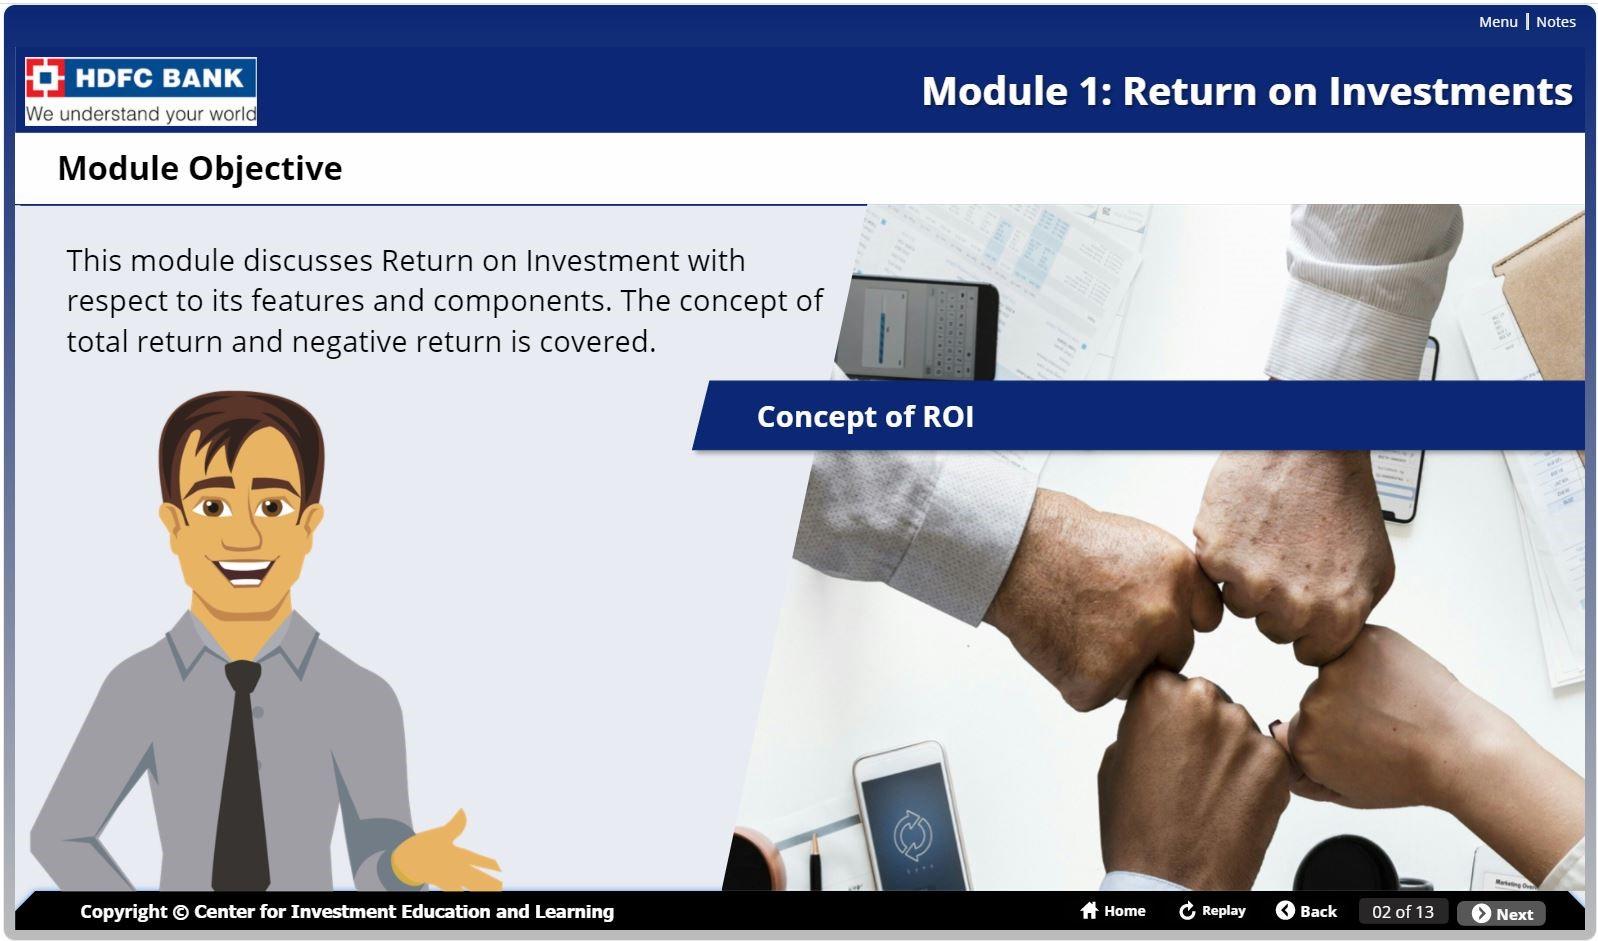 Menu | Notes
HDFC BANK
We understand your world
Module 1: Return on Investments
Module Objective
This module discusses Return on Investment with
respect to its features and components. The concept of
total return and negative return is covered.
Concept of ROI
Copyright © Center for Investment Education and Learning
Home Replay Back 02 of 13 Next